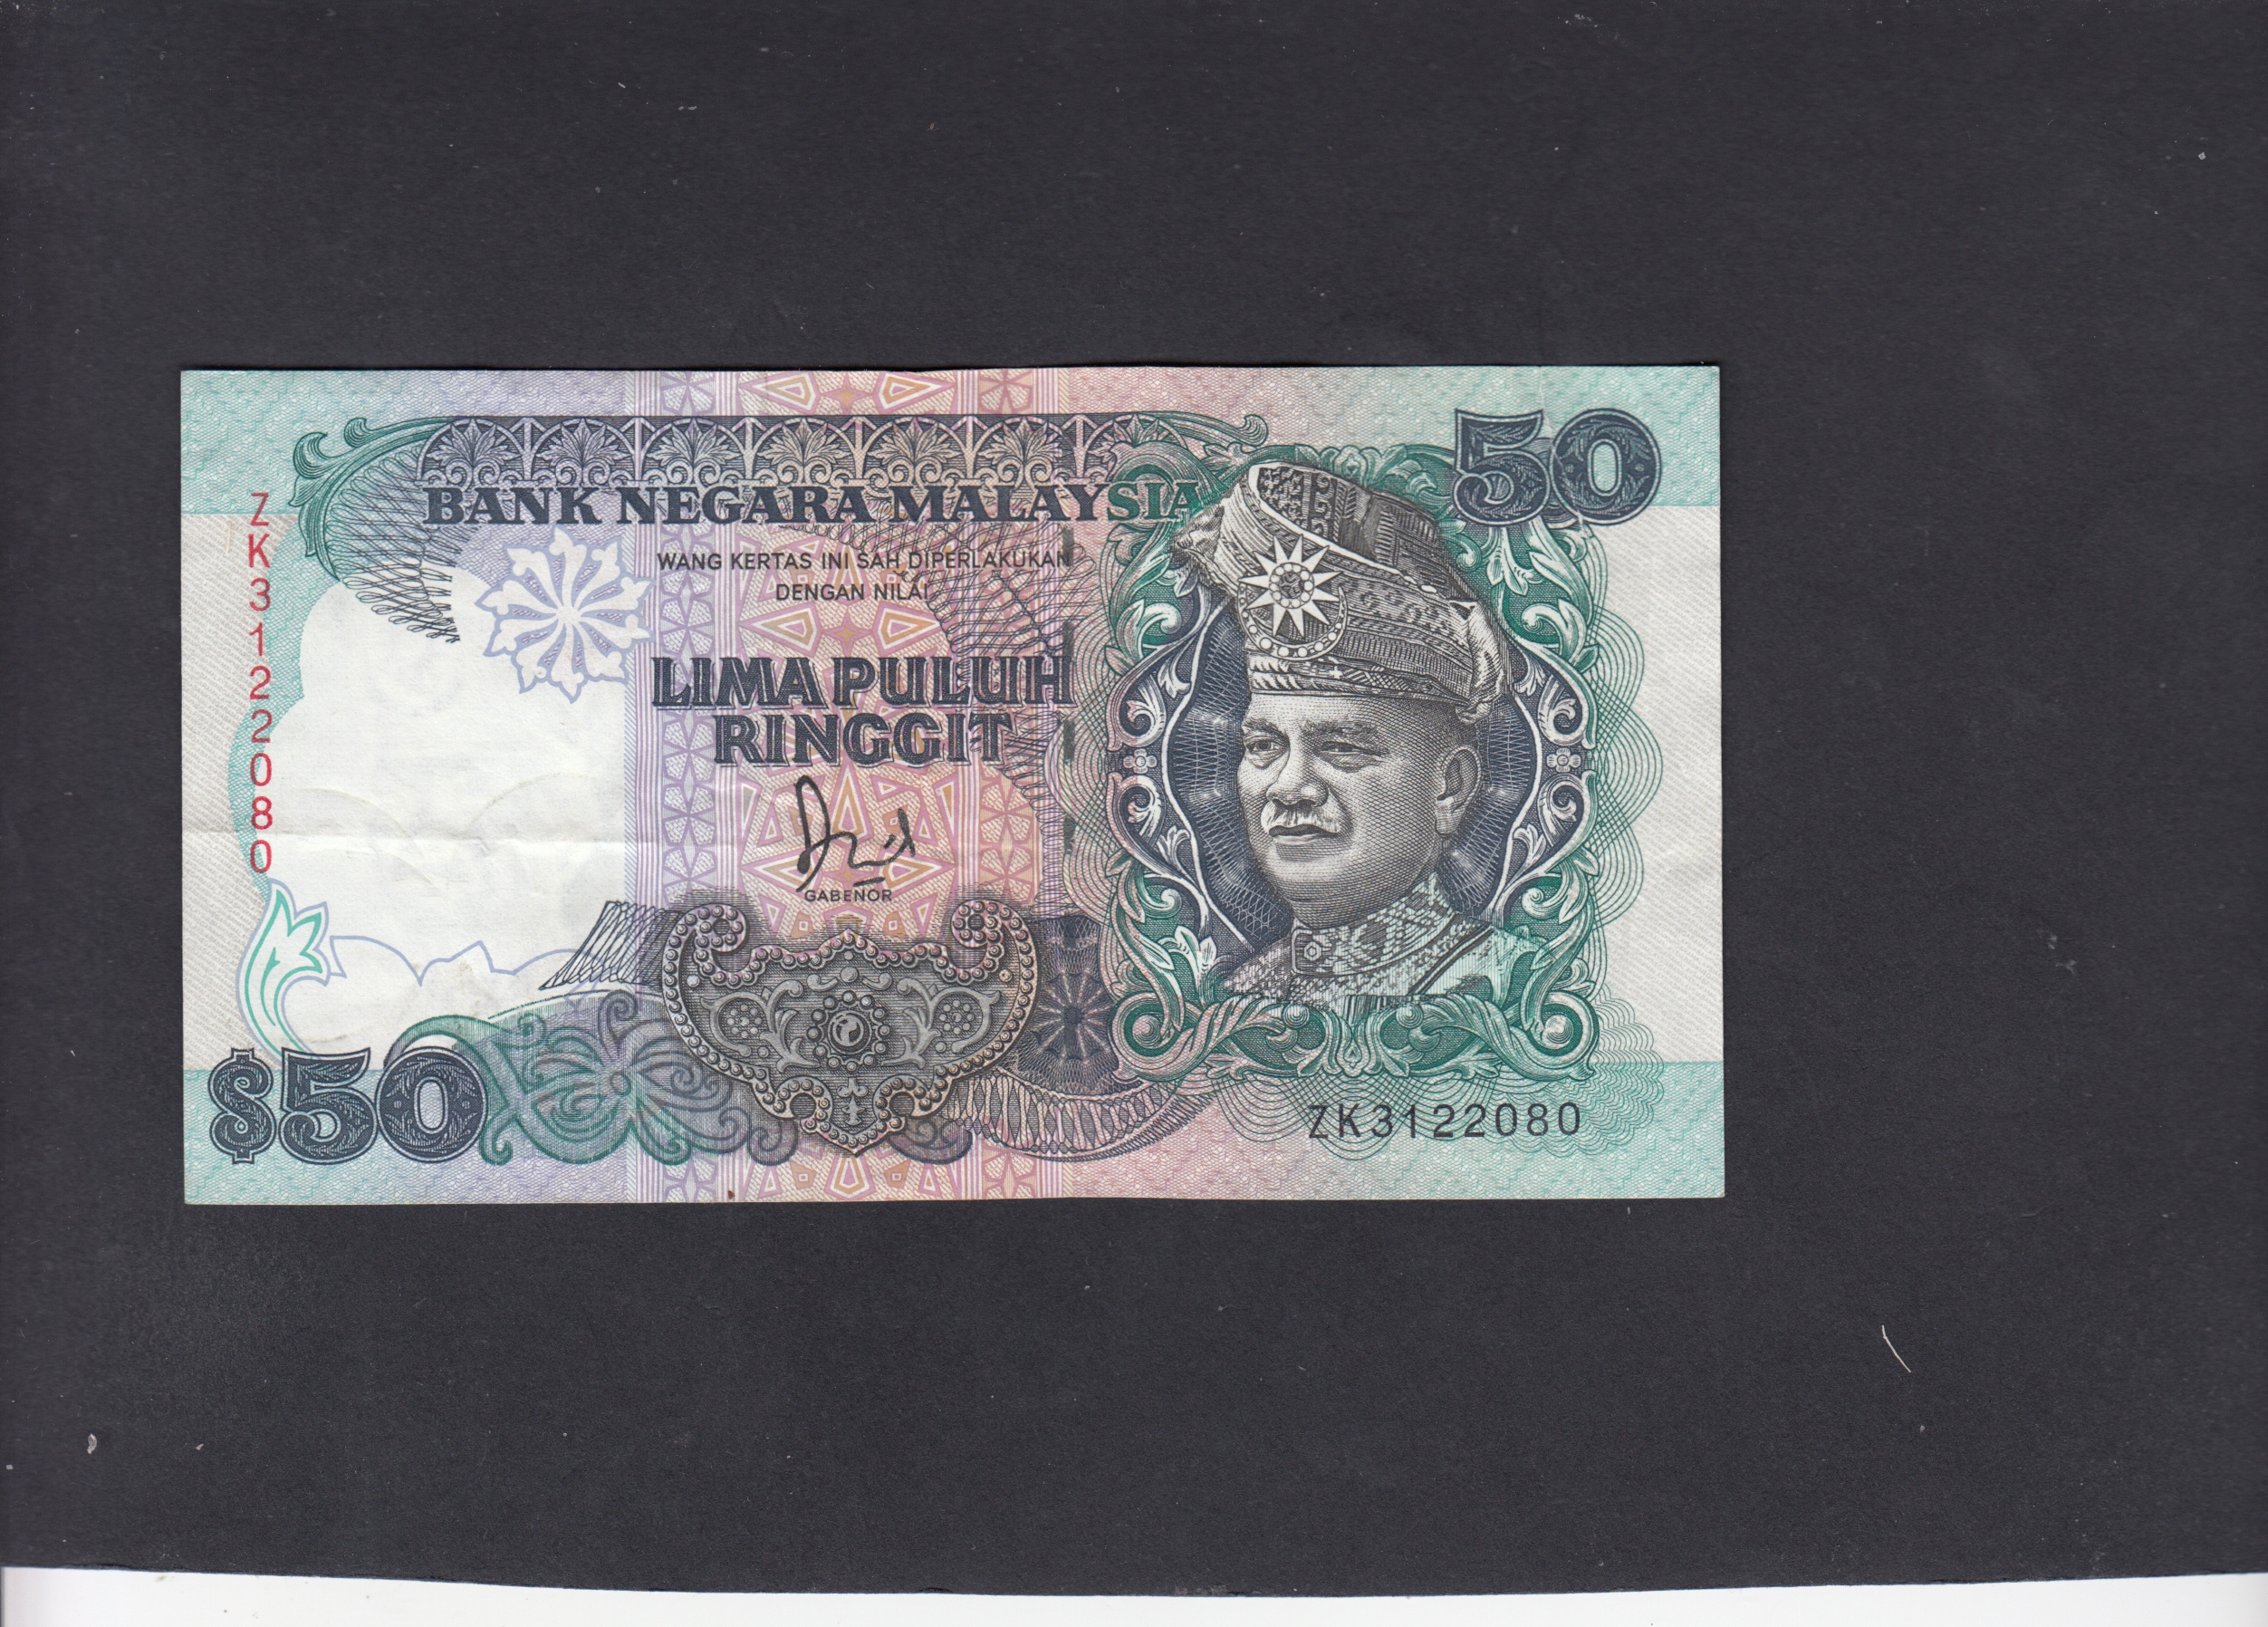 50
BANK NEGARA MALAYSIA
WANG KERTAS INI SAH DIPERLAKUKAN
DENGAN NILAI
ZK3122080
LIMA PULUH
RINGGIT
GABENOR
$50
ZK3122080